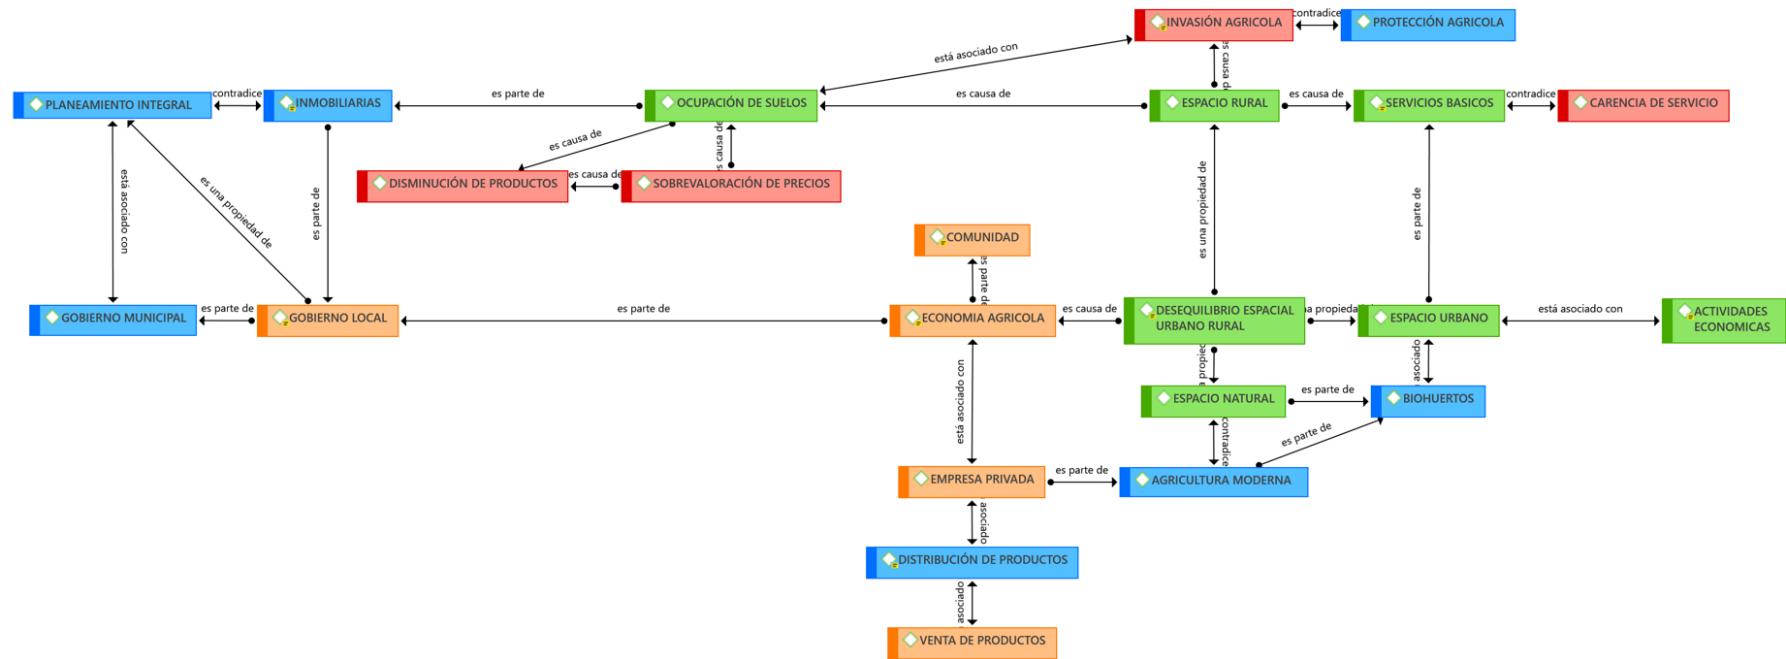 INVASIÓN AGRICOLA
contradice
PROTECCIÓN AGRICOLA
está asociado con
es causa de
PLANEAMIENTO INTEGRAL
contradice
INMOBILIARIAS
es parte de
OCUPACIÓN DE SUELOS
es causa de
ESPACIO RURAL
es causa de
SERVICIOS BASICOS
contradice
CARENCIA DE SERVICIO
es causa de
es causa de
DISMINUCIÓN DE PRODUCTOS
es causa de
SOBREVALORACIÓN DE PRECIOS
está asociado con
es una propiedad de
es parte de
es una propiedad de
es parte de
COMUNIDAD
es parte de
GOBIERNO MUNICIPAL
es parte de
GOBIERNO LOCAL
es parte de
ECONOMIA AGRICOLA
es causa de
DESEQUILIBRIO ESPACIAL
URBANO RURAL
propiedad
ESPACIO URBANO
está asociado con
ACTIVIDADES
ECONOMICAS
está asociado con
asociado
ESPACIO NATURAL
es parte de
BIOHUERTOS
contradice
es parte de
EMPRESA PRIVADA
es parte de
AGRICULTURA MODERNA
asociado
DISTRIBUCIÓN DE PRODUCTOS
asociado
VENTA DE PRODUCTOS